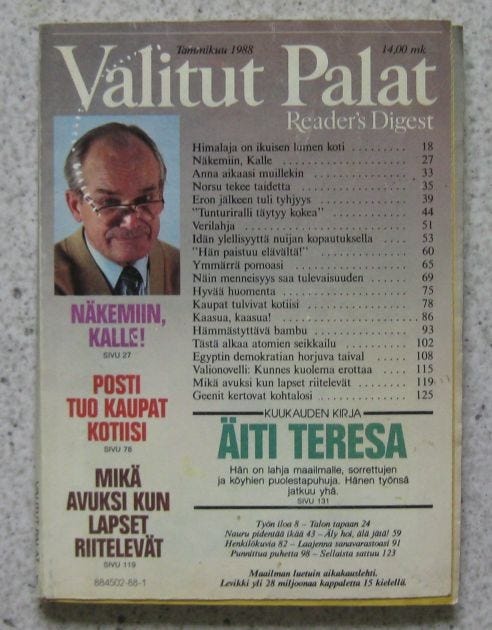 Tammikuu 1988
14,00 mk
Valitut Palat
Reader's Digest
Himalaja on ikuisen lumen koti .......... 18
Näkemiin, Kalle .......... 27
Anna aikaasi muillekin .......... 33
Norsu tekee taidetta .......... 35
Eron jälkeen tuli tyhjyys .......... 39
"Tunturiralli täytyy kokea" .......... 44
Verilahja .......... 51
Idän ylellisyyttä nuijan kopautuksella .......... 53
"Hän paistuu elävältä!" .......... 60
Ymmärrä pomoasi .......... 65
Näin menneisyys saa tulevaisuuden .......... 69
Hyvää huomenta .......... 75
Kaupat tulvivat kotiisi .......... 78
Kaasua, kaasua! .......... 86
Hämmästyttävä bambu .......... 93
Tästä alkaa atomien seikkailu .......... 102
Egyptin demokratian horjuva taival .......... 108
Valionovelli: Kunnes kuolema erottaa .......... 115
Mikä avuksi kun lapset riitelevät .......... 119
Geenit kertovat kohtalosi .......... 125
NÄKEMIIN,
KALLE!
SIVU 27
POSTI
TUO KAUPAT
KOTIISI
SIVU 78
MIKÄ
AVUKSI KUN
LAPSET
RIITELEVÄT
SIVU 119
884502-88-1
KUUKAUDEN KIRJA
ÄITI TERESA
Hän on lahja maailmalle, sorrettujen
ja köyhien puolestapuhuja. Hänen työnsä
jatkuu yhä.
SIVU 131
Työn iloa 8 – Talon tapaan 24
Nauru pidentää ikää 43 – Äly hoi, älä jätä! 59
Henkilökuvia 82 – Laajenna sanavarastoasi 91
Punnittua puhetta 98 – Sellaista sattuu 123
Maailman luetuin aikakauslehti.
Levikki yli 28 miljoonaa kappaletta 15 kielellä.